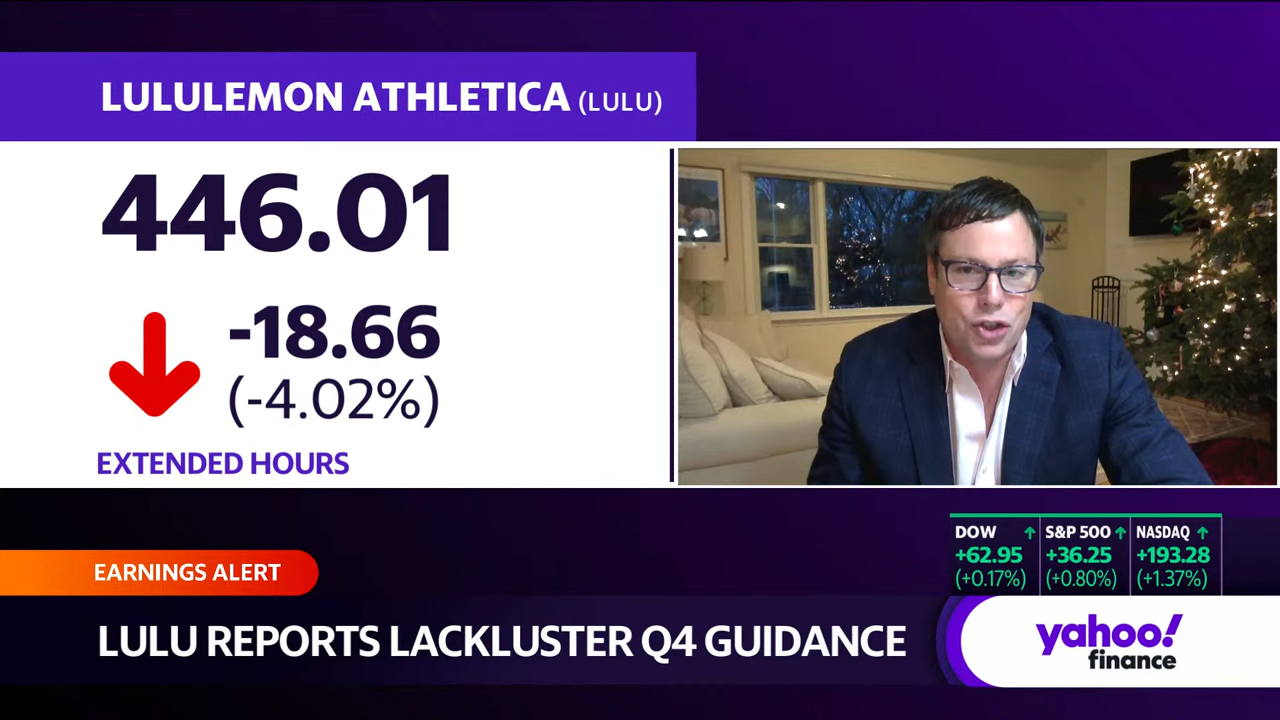 LULULEMON ATHLETICA (LULU)
446.01
-18.66
(-4.02%)
EXTENDED HOURS
EARNINGS ALERT
LULU REPORTS LACKLUSTER Q4 GUIDANCE
DOW
+62.95
(+0.17%)
S&P 500
+36.25
(+0.80%)
NASDAQ
+193.28
(+1.37%)
yahoo!
finance